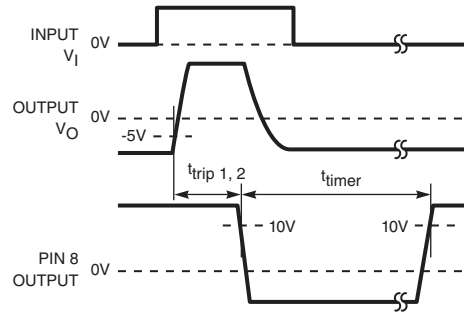 INPUT
V_I
0V
OUTPUT
V_O
0V
-5V
t_trip 1, 2
t_timer
10V
10V
PIN 8
OUTPUT
0V